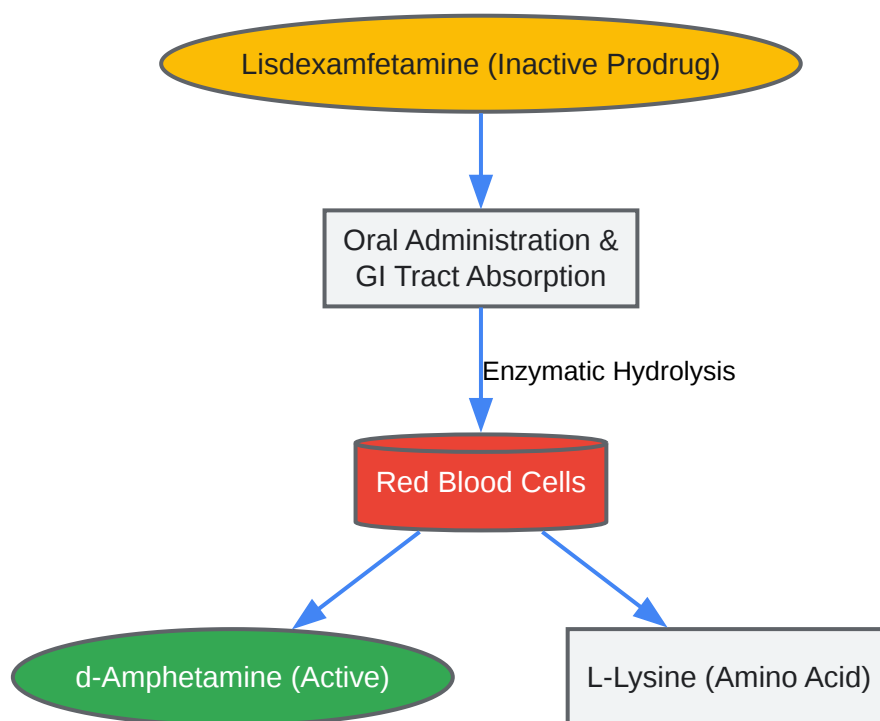 Lisdexamfetamine (Inactive Prodrug)
Oral Administration &
GI Tract Absorption
Enzymatic Hydrolysis
Red Blood Cells
d-Amphetamine (Active)
L-Lysine (Amino Acid)